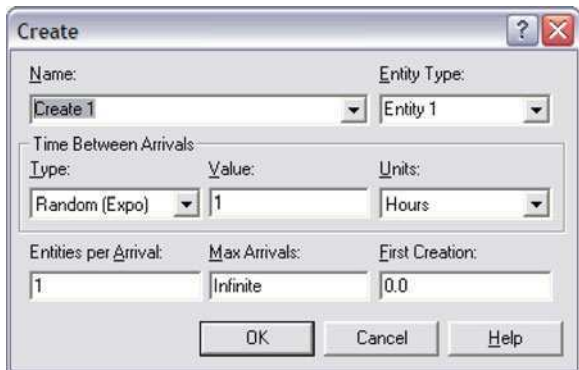 Create
?
Name: Entity Type:
Create 1 Entity 1
Time Between Arrivals
Type: Value: Units:
Random (Expo) 1 Hours
Entities per Arrival: Max Arrivals: First Creation:
1 Infinite 0.0
OK Cancel Help